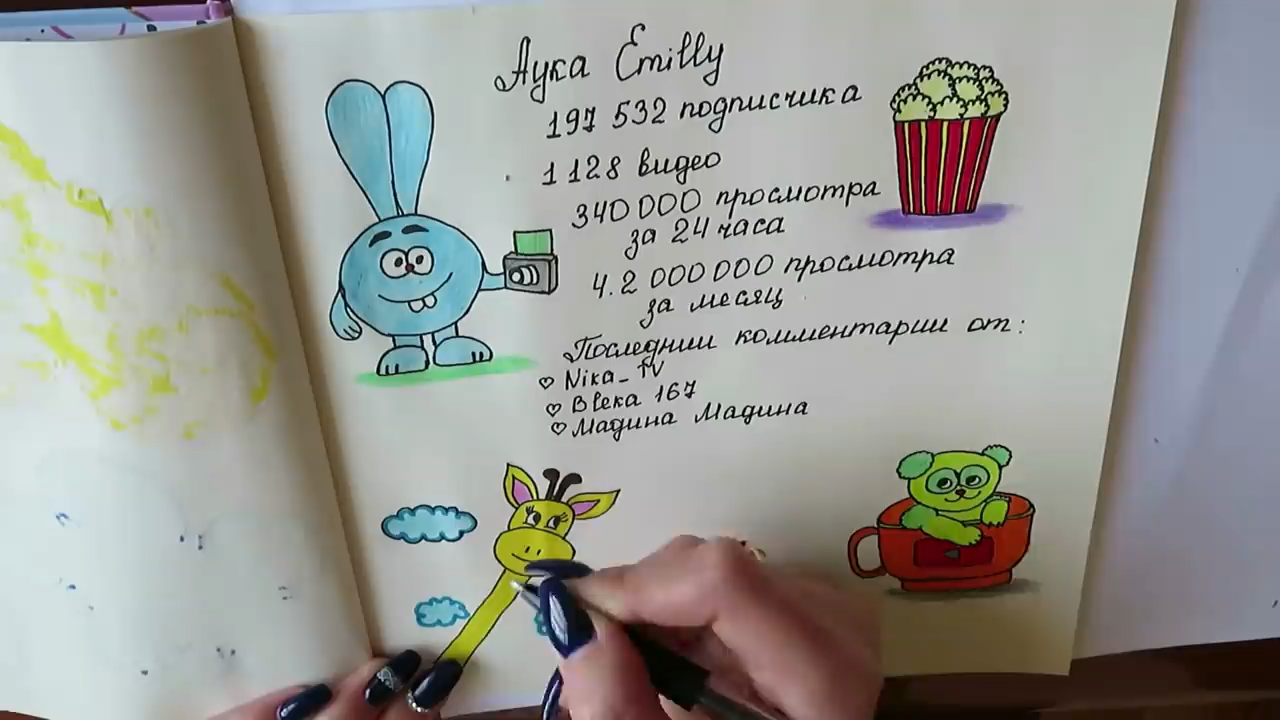 Аука Emilly
197 532 подписчика
1 128 видео
340 000 просмотра
за 24 часа
4.2 000 000 просмотра
за месяц
Последнии комментарии от:
♡ Nika_TV
♡ Bleka 167
♡ Мадина Мадина